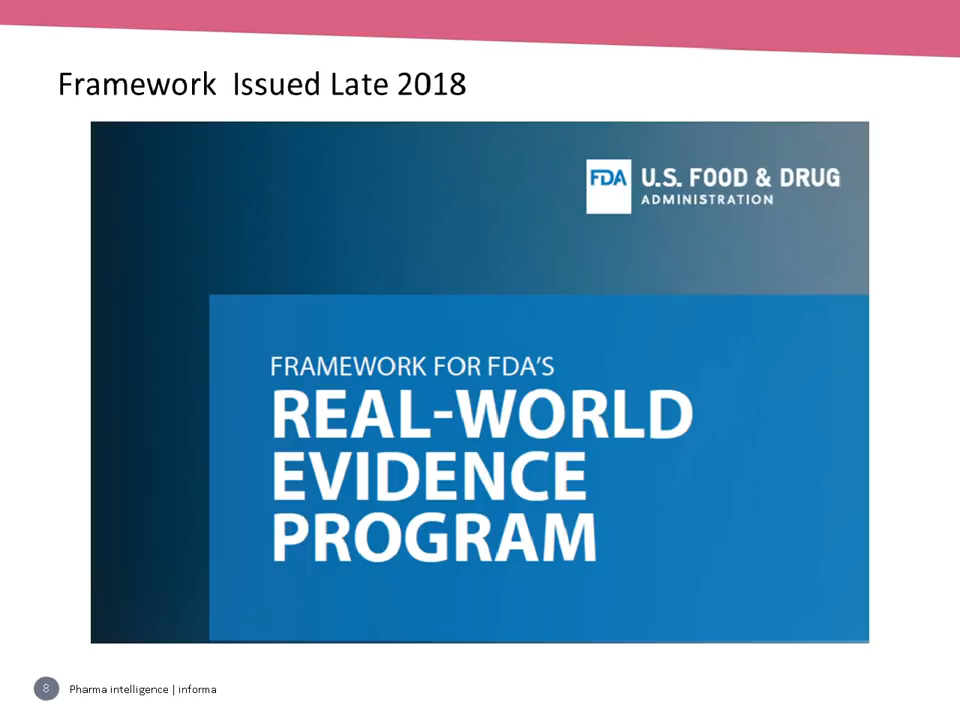 Framework  Issued Late 2018
FDA
U.S. FOOD & DRUG
ADMINISTRATION
FRAMEWORK FOR FDA’S
REAL-WORLD
EVIDENCE
PROGRAM
8
Pharma intelligence | informa